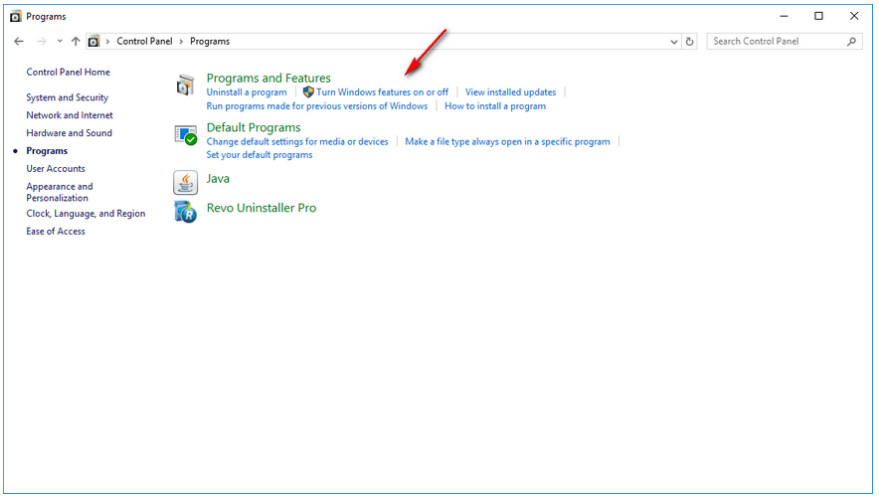 Programs
Control Panel > Programs
Search Control Panel
Control Panel Home
System and Security
Network and Internet
Hardware and Sound
Programs
User Accounts
Appearance and
Personalization
Clock, Language, and Region
Ease of Access
Programs and Features
Uninstall a program
Turn Windows features on or off
View installed updates
Run programs made for previous versions of Windows
How to install a program
Default Programs
Change default settings for media or devices
Make a file type always open in a specific program
Set your default programs
Java
Revo Uninstaller Pro